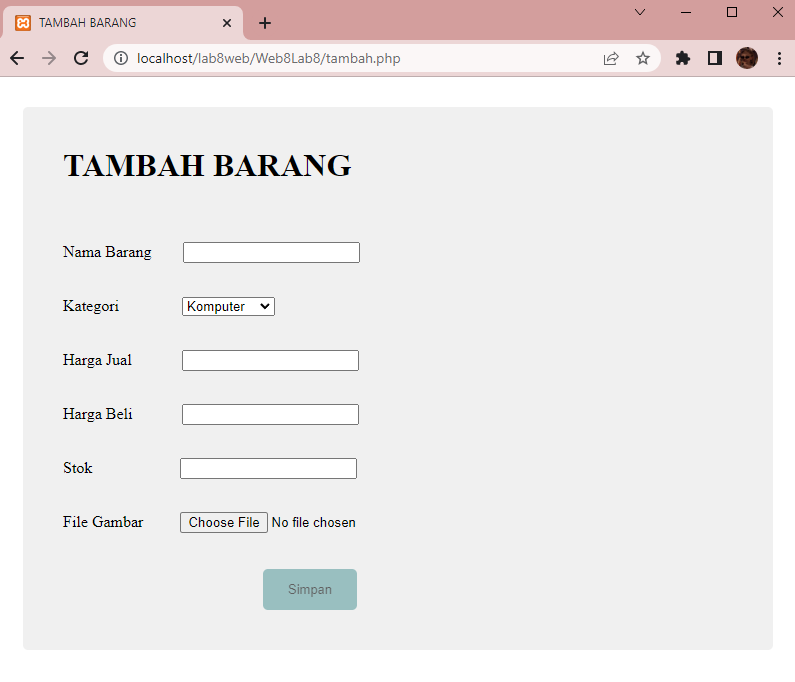 TAMBAH BARANG
localhost/lab8web/Web8Lab8/tambah.php
TAMBAH BARANG
Nama Barang
Kategori Komputer
Harga Jual
Harga Beli
Stok
File Gambar Choose File No file chosen
Simpan